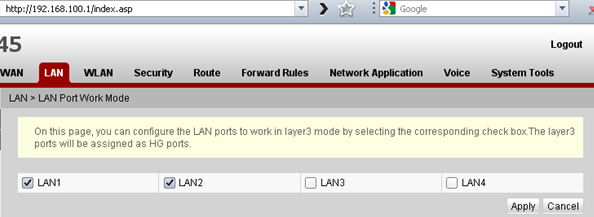 http://192.168.100.1/index.asp
Google
45
Logout
WAN LAN WLAN Security Route Forward Rules Network Application Voice System Tools
LAN > LAN Port Work Mode
On this page, you can configure the LAN ports to work in layer3 mode by selecting the corresponding check box.The layer3
ports will be assigned as HG ports.
LAN1 LAN2 LAN3 LAN4
Apply Cancel